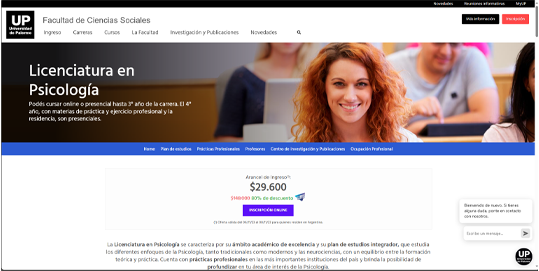 Novedades Reuniones informativas MyUP
UP
Universidad
de Palermo
Facultad de Ciencias Sociales
Más información
Inscripción
Ingreso Carreras Cursos La Facultad Investigación y Publicaciones Novedades
Licenciatura en
Psicología
Podés cursar online o presencial hasta 3° año de la carrera. El 4°
año, con materias de práctica y ejercicio profesional y la
residencia, son presenciales.
Home Plan de estudios Prácticas Profesionales Profesores Centro de Investigación y Publicaciones Ocupación Profesional
Arancel de Ingreso
$29.600
80% de descuento
INSCRIPCIÓN ONLINE
para quienes residan en Argentina.
Bienvenido de nuevo. Si tienes
alguna duda, ponte en contacto
con nosotros.
Escribe un mensaje...
La Licenciatura en Psicología se caracteriza por su ámbito académico de excelencia y su plan de estudios integrador, que estudia
los diferentes enfoques de la Psicología, tanto tradicionales como modernos y las neurociencias, con un equilibrio entre la formación
teórica y práctica. Cuenta con prácticas profesionales en las más importantes instituciones del país y brinda la posibilidad de
profundizar en tu área de interés de la Psicología.
UP